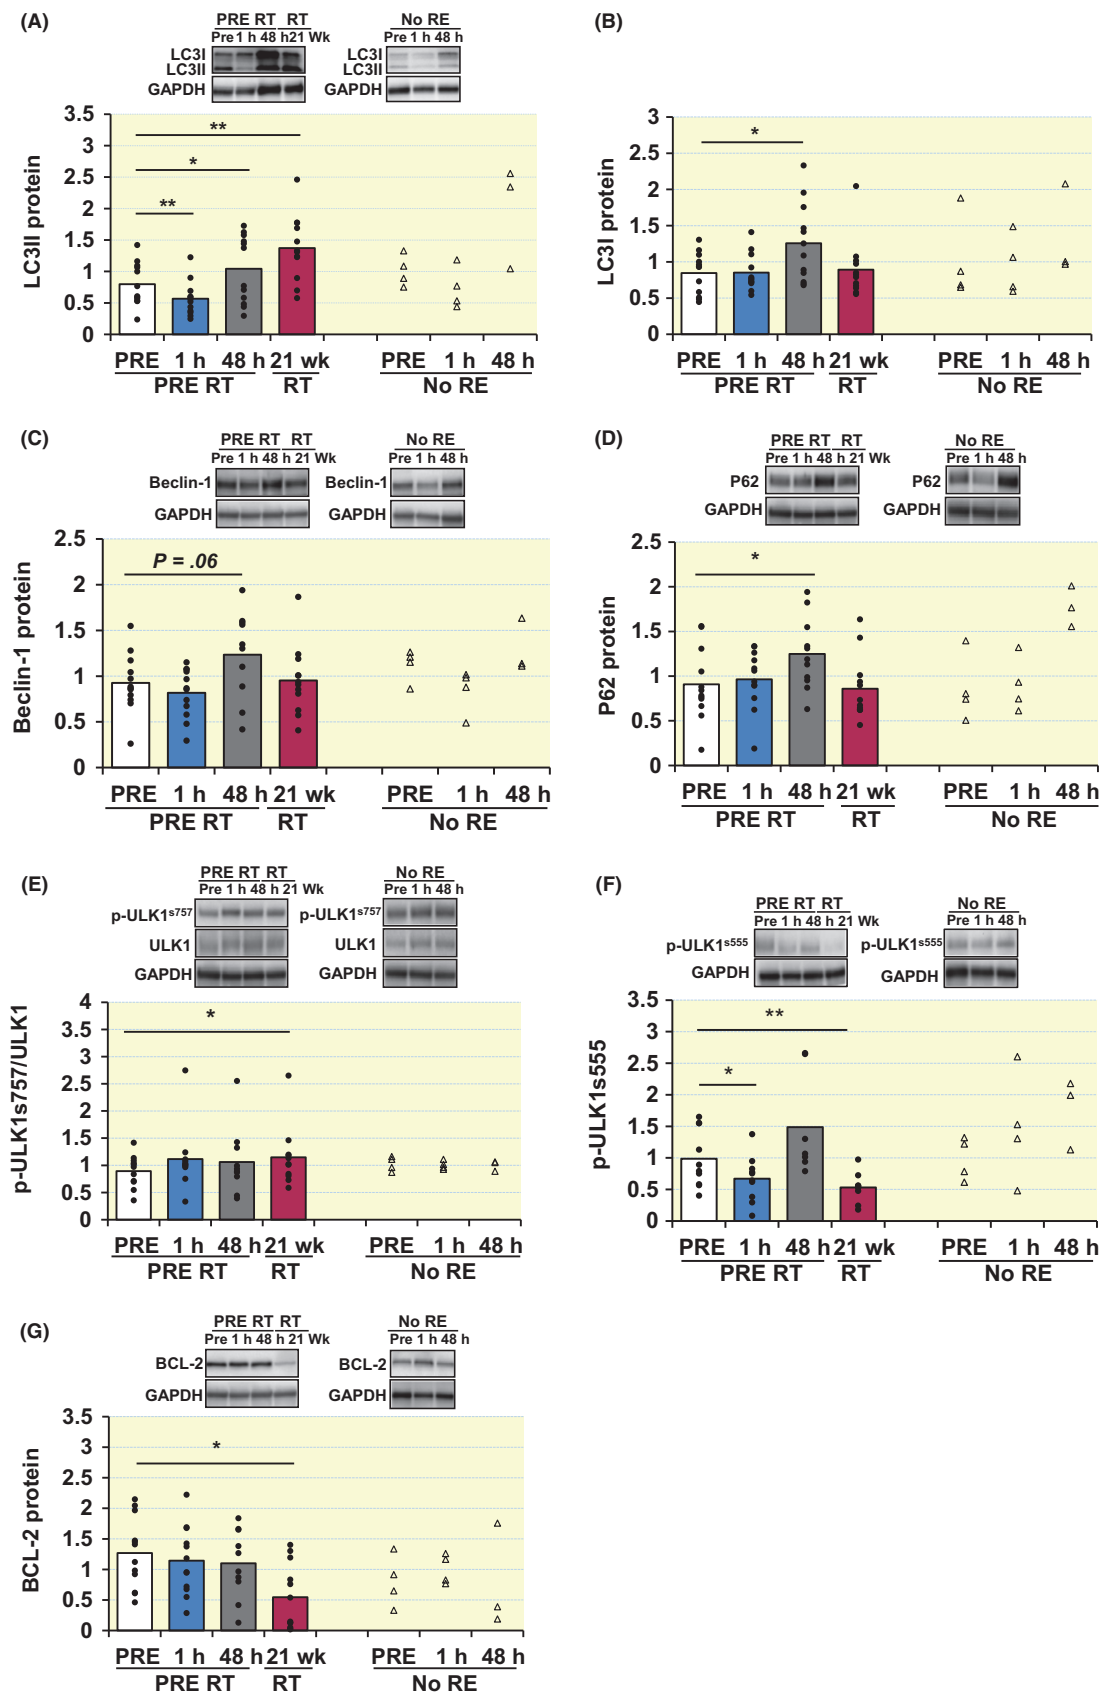 (A)
PRE RT RT
Pre 1 h 48 h21 Wk
No RE
Pre 1 h 48 h
LC3I
LC3II
GAPDH
LC3I
LC3II
GAPDH
LC3II protein
3.5
3
2.5
2
1.5
1
0.5
0
**
*
**
PRE 1 h 48 h 21 wk PRE 1 h 48 h
PRE RT RT No RE
(B)
LC3I protein
3
2.5
2
1.5
1
0.5
0
*
PRE 1 h 48 h 21 wk PRE 1 h 48 h
PRE RT RT No RE
(C)
PRE RT RT
Pre 1 h 48 h 21 Wk
No RE
Pre 1 h 48 h
Beclin-1
GAPDH
Beclin-1
GAPDH
Beclin-1 protein
2.5
2
1.5
1
0.5
0
P = .06
PRE 1 h 48 h 21 wk PRE 1 h 48 h
PRE RT RT No RE
(D)
PRE RT RT
Pre 1 h 48 h 21 Wk
No RE
Pre 1 h 48 h
P62
GAPDH
P62
GAPDH
P62 protein
2.5
2
1.5
1
0.5
0
*
PRE 1 h 48 h 21 wk PRE 1 h 48 h
PRE RT RT No RE
(E)
PRE RT RT
Pre 1 h 48 h 21 Wk
No RE
Pre 1 h 48 h
p-ULK1s757
ULK1
GAPDH
p-ULK1s757
ULK1
GAPDH
p-ULK1s757/ULK1
4
3.5
3
2.5
2
1.5
1
0.5
0
*
PRE 1 h 48 h 21 wk PRE 1 h 48 h
PRE RT RT No RE
(F)
PRE RT RT
Pre 1 h 48 h 21 Wk
No RE
Pre 1 h 48 h
p-ULK1s555
GAPDH
p-ULK1s555
GAPDH
p-ULK1s555
3.5
3
2.5
2
1.5
1
0.5
0
**
*
PRE 1 h 48 h 21 wk PRE 1 h 48 h
PRE RT RT No RE
(G)
PRE RT RT
Pre 1 h 48 h 21 Wk
No RE
Pre 1 h 48 h
BCL-2
GAPDH
BCL-2
GAPDH
BCL-2 protein
3.5
3
2.5
2
1.5
1
0.5
0
*
PRE 1 h 48 h 21 wk PRE 1 h 48 h
PRE RT RT No RE